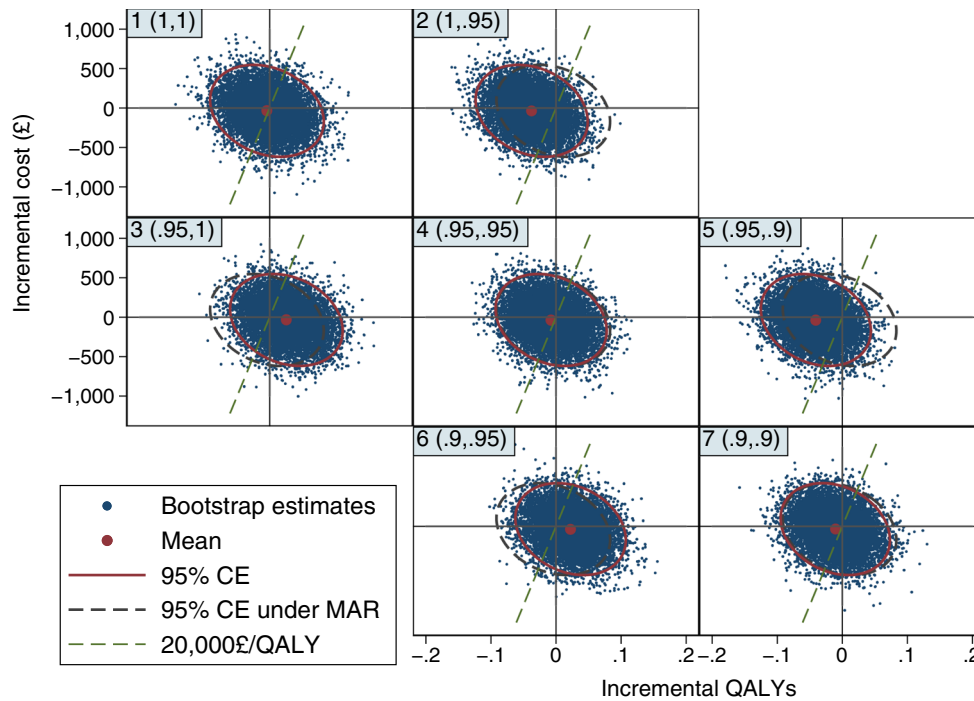 1 (1,1)
2 (1,.95)
1,000
500
0
−500
−1,000
3 (.95,1)
4 (.95,.95)
5 (.95,.9)
1,000
500
0
−500
−1,000
Incremental cost (£)
6 (.9,.95)
7 (.9,.9)
Bootstrap estimates
Mean
95% CE
95% CE under MAR
20,000£/QALY
−.2 −.1 0 .1 .2
−.2 −.1 0 .1 .2
Incremental QALYs